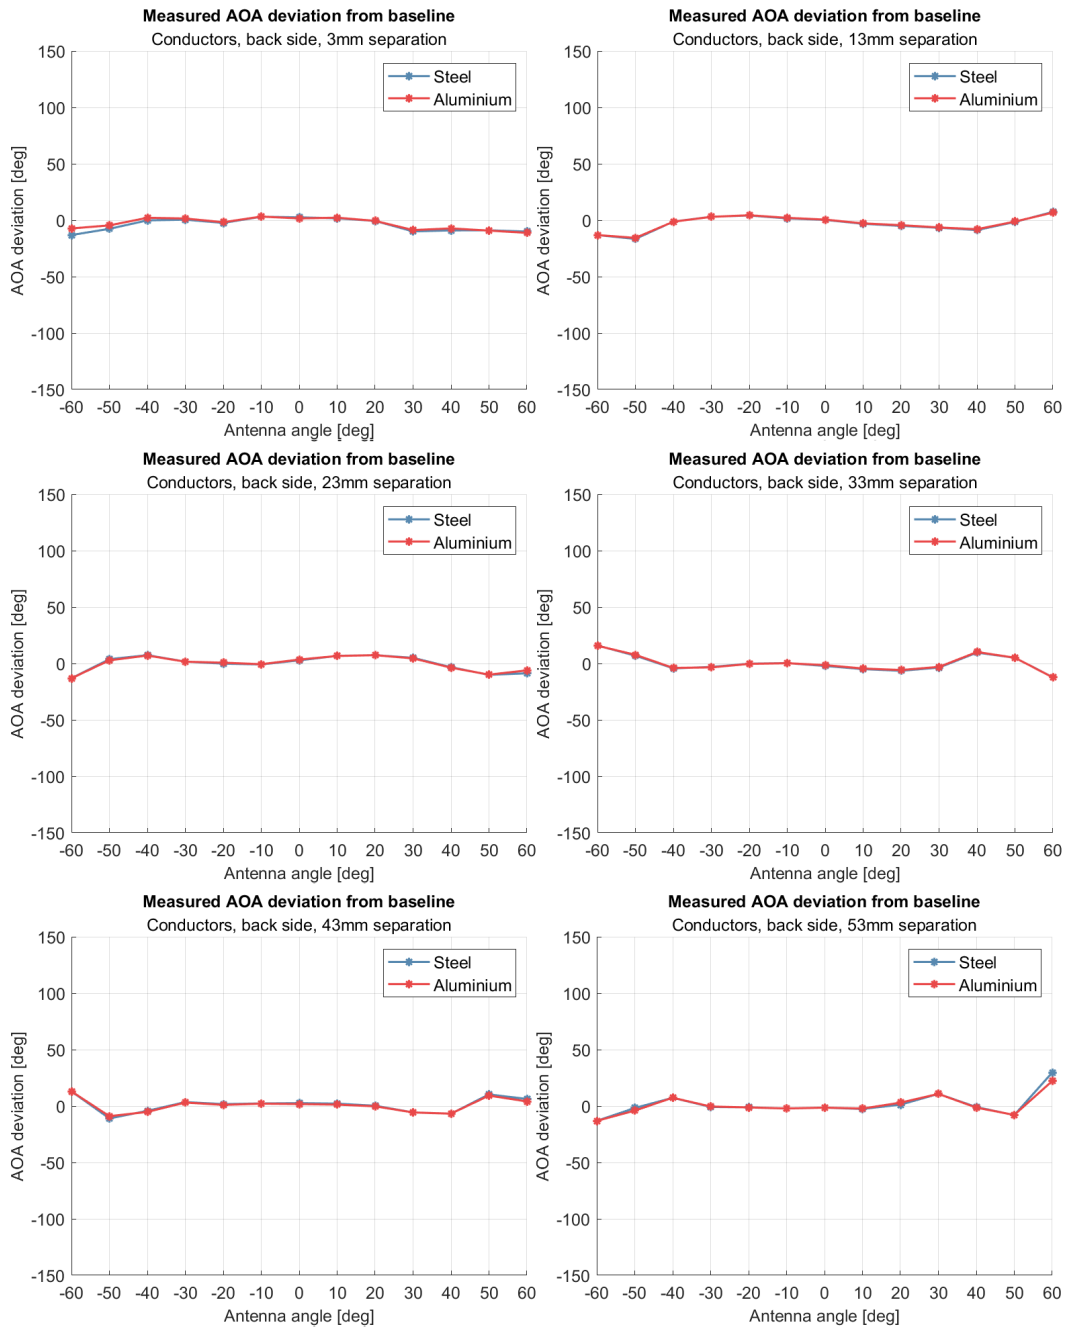 Measured AOA deviation from baseline
Conductors, back side, 3mm separation
Steel
Aluminium
AOA deviation [deg]
150
100
50
0
-50
-100
-150
-60 -50 -40 -30 -20 -10 0 10 20 30 40 50 60
Antenna angle [deg]
Measured AOA deviation from baseline
Conductors, back side, 13mm separation
Steel
Aluminium
AOA deviation [deg]
150
100
50
0
-50
-100
-150
-60 -50 -40 -30 -20 -10 0 10 20 30 40 50 60
Antenna angle [deg]
Measured AOA deviation from baseline
Conductors, back side, 23mm separation
Steel
Aluminium
AOA deviation [deg]
150
100
50
0
-50
-100
-150
-60 -50 -40 -30 -20 -10 0 10 20 30 40 50 60
Antenna angle [deg]
Measured AOA deviation from baseline
Conductors, back side, 33mm separation
Steel
Aluminium
AOA deviation [deg]
150
100
50
0
-50
-100
-150
-60 -50 -40 -30 -20 -10 0 10 20 30 40 50 60
Antenna angle [deg]
Measured AOA deviation from baseline
Conductors, back side, 43mm separation
Steel
Aluminium
AOA deviation [deg]
150
100
50
0
-50
-100
-150
-60 -50 -40 -30 -20 -10 0 10 20 30 40 50 60
Antenna angle [deg]
Measured AOA deviation from baseline
Conductors, back side, 53mm separation
Steel
Aluminium
AOA deviation [deg]
150
100
50
0
-50
-100
-150
-60 -50 -40 -30 -20 -10 0 10 20 30 40 50 60
Antenna angle [deg]